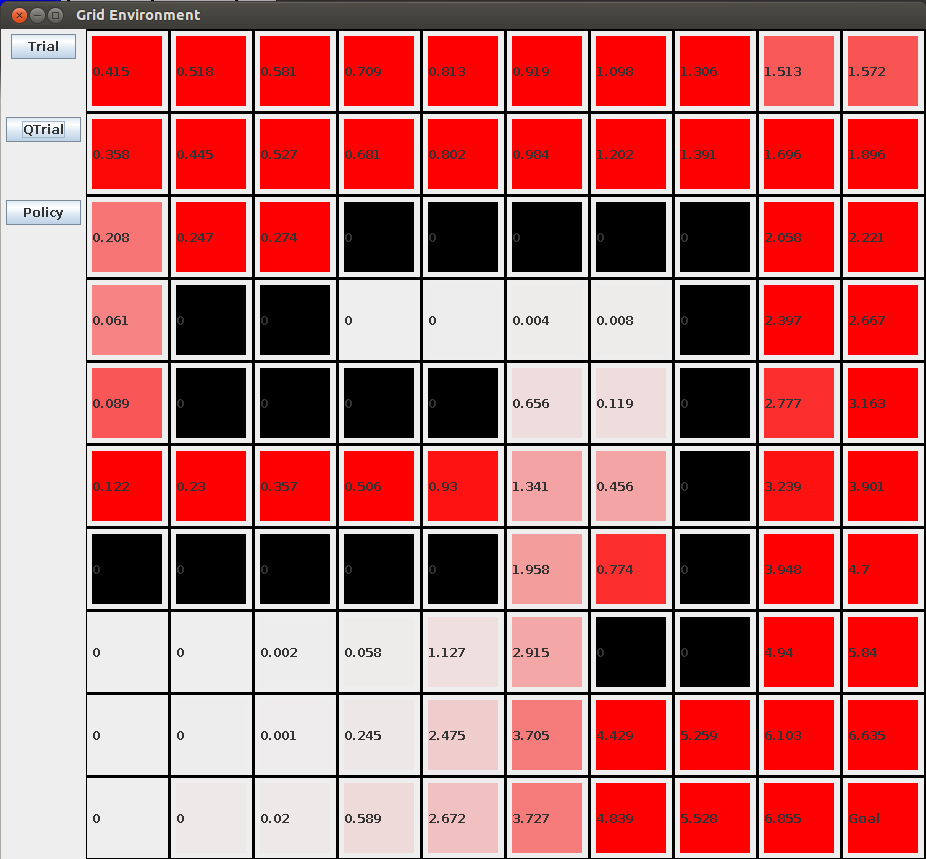 Grid Environment
Trial
0.415 0.518 0.581 0.709 0.813 0.919 1.098 1.306 1.513 1.572
QTrial
0.358 0.445 0.527 0.681 0.802 0.984 1.202 1.391 1.696 1.896
Policy
0.208 0.247 0.274 0 0 0 0 0 2.058 2.221
0.061 0 0 0 0 0.004 0.008 0 2.397 2.667
0.089 0 0 0 0 0.656 0.119 0 2.777 3.163
0.122 0.23 0.357 0.506 0.93 1.341 0.456 0 3.239 3.901
0 0 0 0 0 1.958 0.774 0 3.948 4.7
0 0 0.002 0.058 1.127 2.915 0 0 4.94 5.84
0 0 0.001 0.245 2.475 3.705 4.429 5.259 6.103 6.635
0 0 0.02 0.589 2.672 3.727 4.839 5.528 6.855 Goal